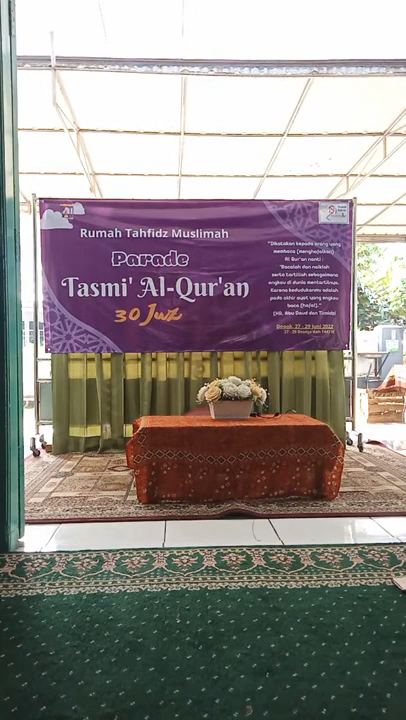 Rumah Tahfidz Muslimah
Parade
Tasmi' Al-Qur'an
30 Juz
"Dikatakan kepada orang yang
membaca (menghafalkan)
Al Qur'an nanti :
'Bacalah dan naiklah
serta tartillah sebagaimana
engkau di dunia mentartilnya.
Karena kedudukanmu adalah
pada akhir ayat yang engkau
baca (hafal)."
(HR. Abu Daud dan Tirmidzi)
Depok, 27 - 29 Juni 2022